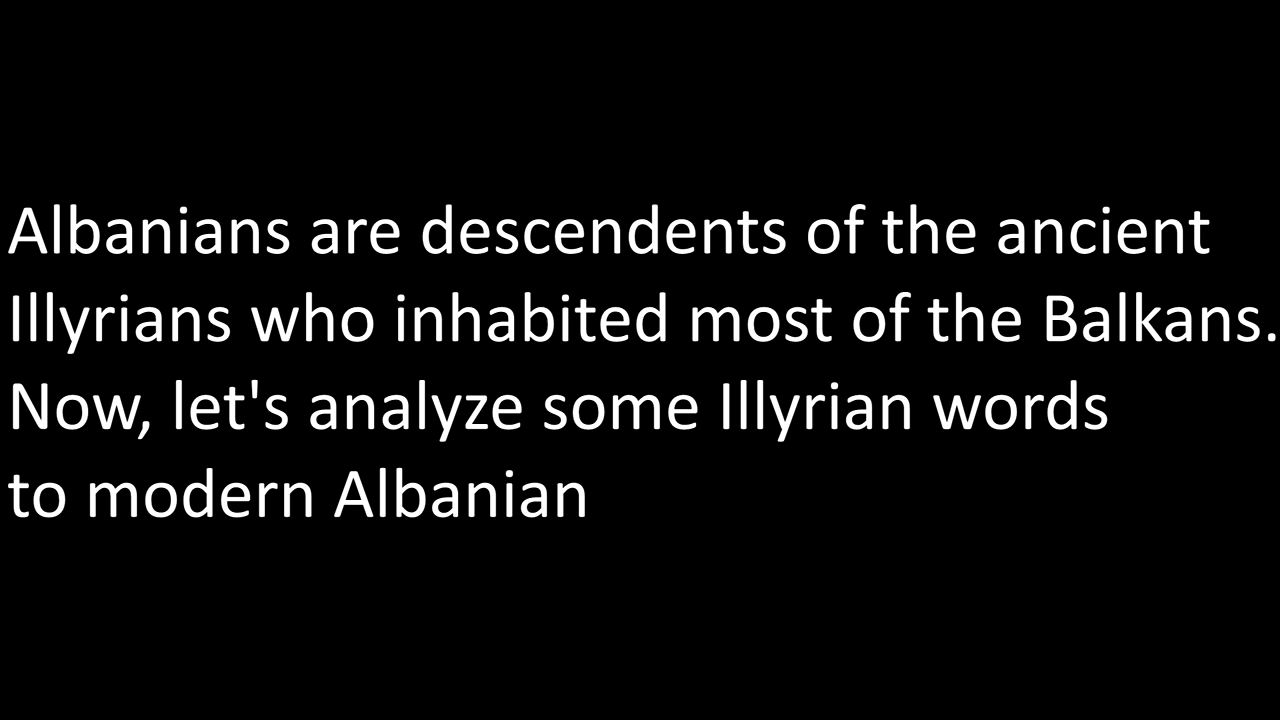 Albanians are descendents of the ancient
Illyrians who inhabited most of the Balkans.
Now, let's analyze some Illyrian words
to modern Albanian